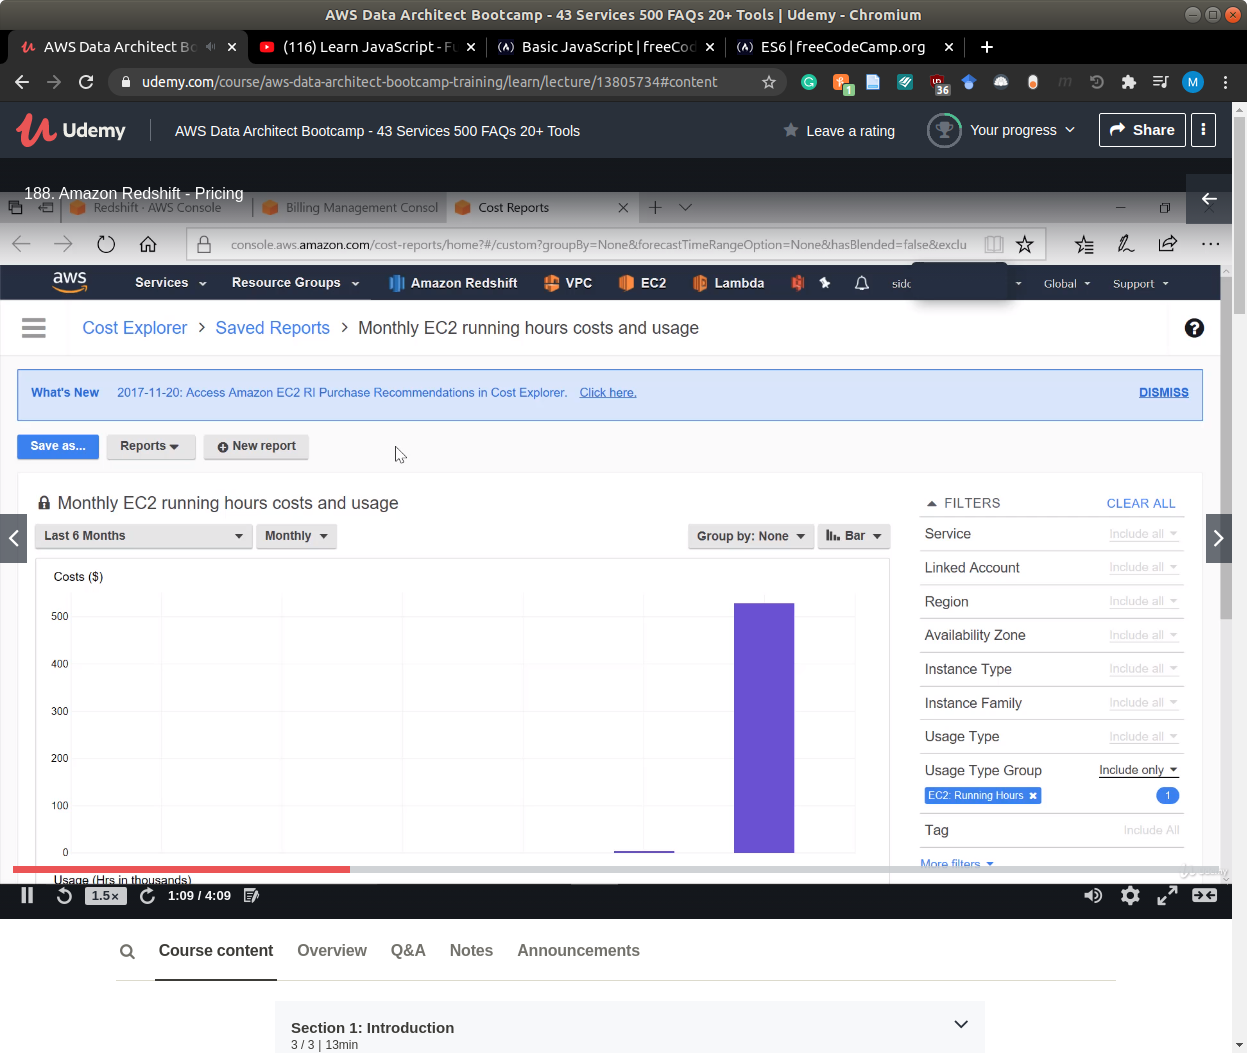 AWS Data Architect Bootcamp - 43 Services 500 FAQs 20+ Tools | Udemy - Chromium
AWS Data Architect Bo
(116) Learn JavaScript - Fu
Basic JavaScript | freeCod
ES6 | freeCodeCamp.org
udemy.com/course/aws-data-architect-bootcamp-training/learn/lecture/13805734#content
1
36
M
Udemy
AWS Data Architect Bootcamp - 43 Services 500 FAQs 20+ Tools
Leave a rating
Your progress
Share
188. Amazon Redshift - Pricing
Redshift · AWS Console
Billing Management Consol
Cost Reports
console.aws.amazon.com/cost-reports/home?#/custom?groupBy=None&forecastTimeRangeOption=None&hasBlended=false&exclu
aws
Services
Resource Groups
Amazon Redshift
VPC
EC2
Lambda
sidc
Global
Support
Cost Explorer > Saved Reports > Monthly EC2 running hours costs and usage
What's New 2017-11-20: Access Amazon EC2 RI Purchase Recommendations in Cost Explorer. Click here.
DISMISS
Save as...
Reports
New report
Monthly EC2 running hours costs and usage
Last 6 Months
Monthly
Group by: None
Bar
Costs ($)
500
400
300
200
100
0
Usage (Hrs in thousands)
FILTERS
CLEAR ALL
Service Include all
Linked Account Include all
Region Include all
Availability Zone Include all
Instance Type Include all
Instance Family Include all
Usage Type Include all
Usage Type Group Include only
EC2: Running Hours
1
Tag Include All
More filters
1.5×
1:09 / 4:09
Course content
Overview
Q&A
Notes
Announcements
Section 1: Introduction
3 / 3 | 13min